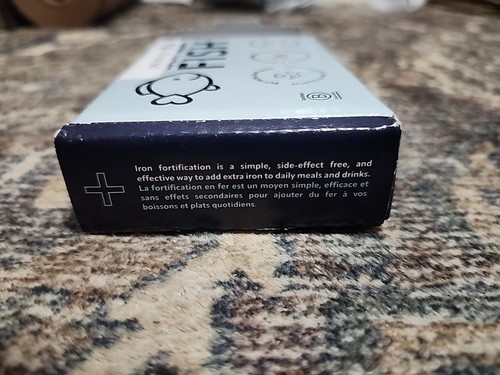 FISH
Iron fortification is a simple, side-effect free, and
effective way to add extra iron to daily meals and drinks.
La fortification en fer est un moyen simple, efficace et
sans effets secondaires pour ajouter du fer à vos
boissons et plats quotidiens.